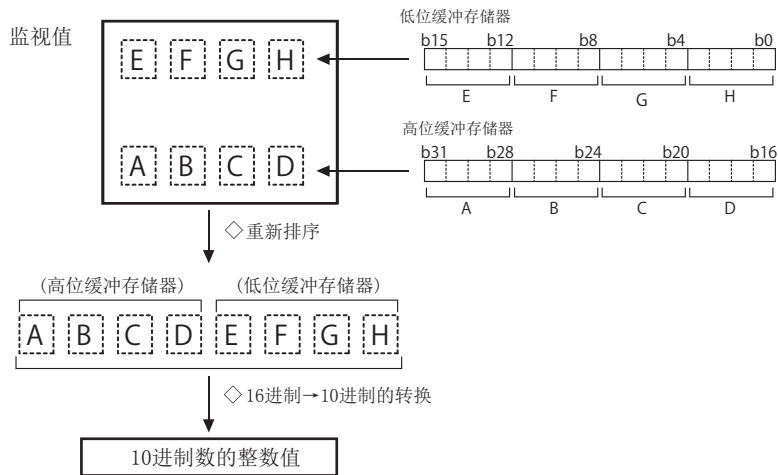 监视值
E F G H
A B C D
低位缓冲存储器
b15 b12 b8 b4 b0
E F G H
高位缓冲存储器
b31 b28 b24 b20 b16
A B C D
◇重新排序
(高位缓冲存储器) (低位缓冲存储器)
A B C D E F G H
◇16进制→10进制的转换
10进制数的整数值